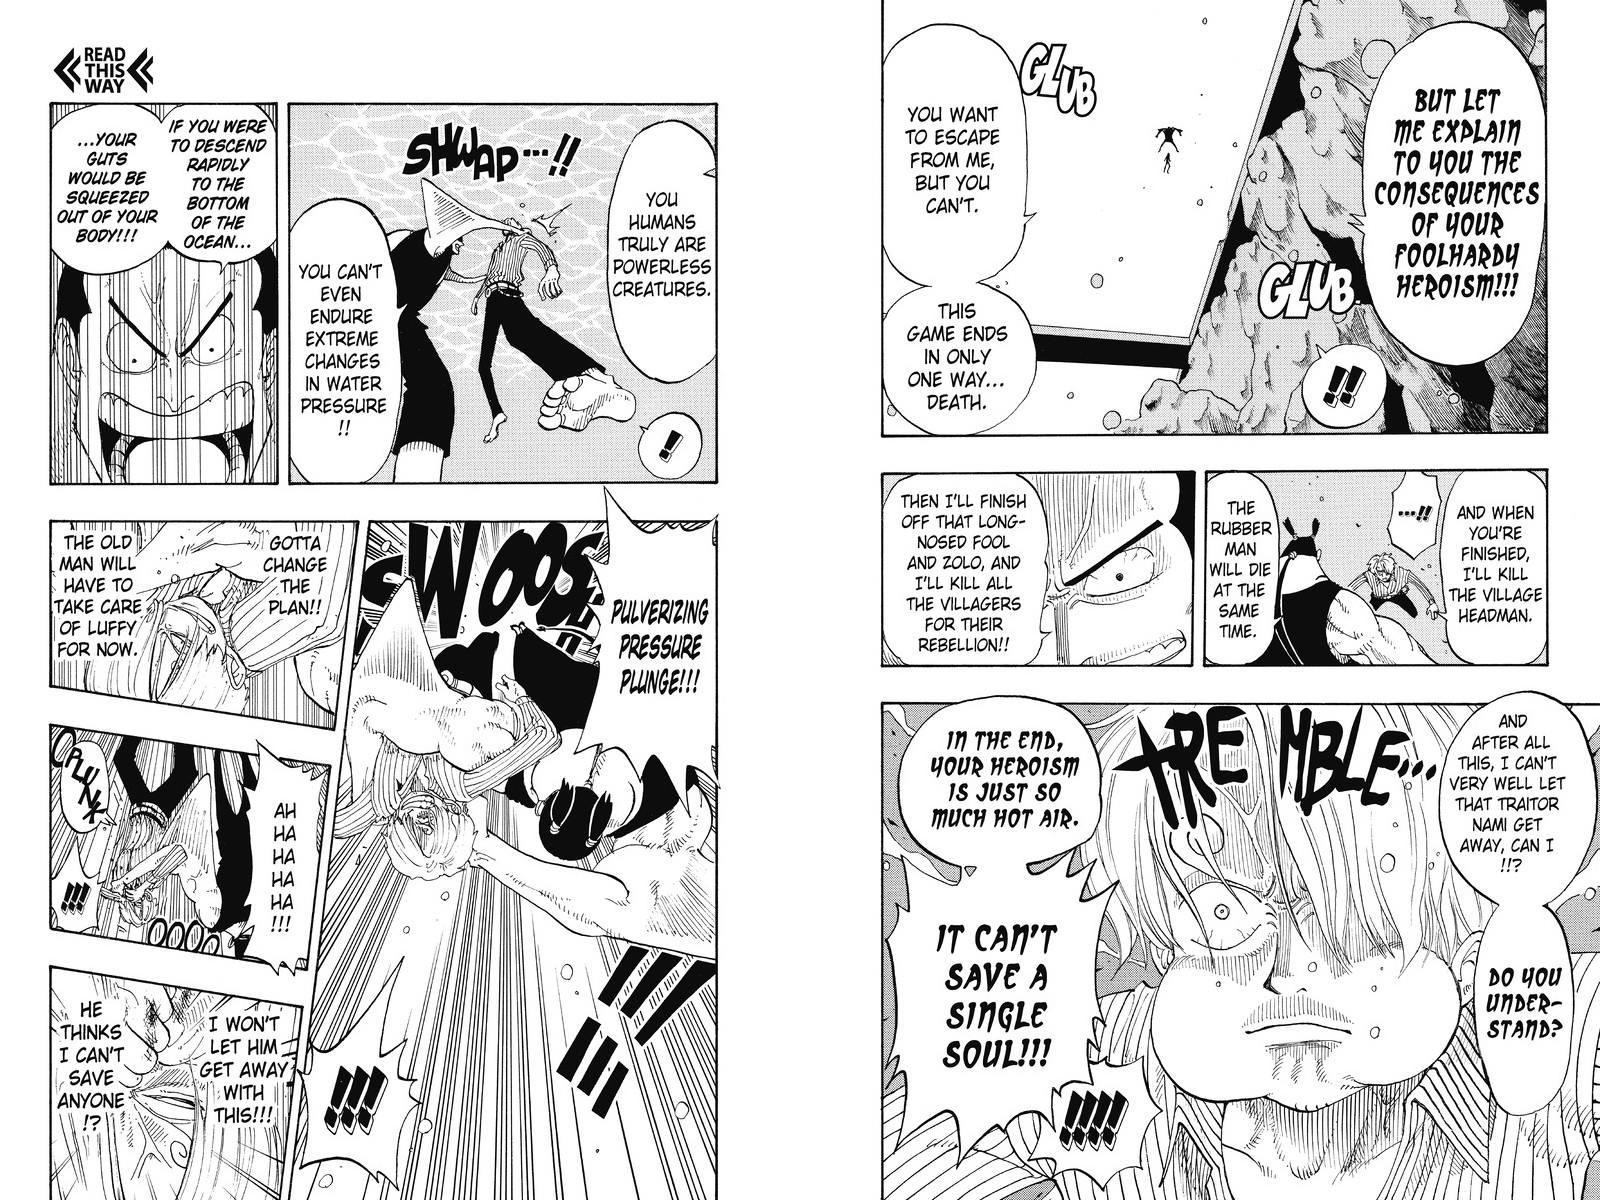 BUT LET
ME EXPLAIN
TO YOU THE
CONSEQUENCES
OF YOUR
FOOLHARDY
HEROISM!!!
GLUB
GLUB
!!
YOU WANT
TO ESCAPE
FROM ME,
BUT YOU
CAN'T.
THIS
GAME ENDS
IN ONLY
ONE WAY...
DEATH.
AND WHEN
YOU'RE
FINISHED,
I'LL KILL
THE VILLAGE
HEADMAN.
...!!
THE
RUBBER
MAN
WILL DIE
AT THE
SAME
TIME.
THEN I'LL FINISH
OFF THAT LONG-
NOSED FOOL
AND ZOLO, AND
I'LL KILL ALL
THE VILLAGERS
FOR THEIR
REBELLION!!
AND
AFTER ALL
THIS, I CAN'T
VERY WELL LET
THAT TRAITOR
NAMI GET
AWAY, CAN I
!!?
DO YOU
UNDER-
STAND?
TREMBLE...
IN THE END,
YOUR HEROISM
IS JUST SO
MUCH HOT AIR.
IT CAN'T
SAVE A
SINGLE
SOUL!!!
!!!!
READ
THIS
WAY
YOU
HUMANS
TRULY ARE
POWERLESS
CREATURES.
SHWAP...!!
!
YOU CAN'T
EVEN
ENDURE
EXTREME
CHANGES
IN WATER
PRESSURE
!!
IF YOU WERE
TO DESCEND
RAPIDLY
TO THE
BOTTOM
OF THE
OCEAN...
...YOUR
GUTS
WOULD BE
SQUEEZED
OUT OF YOUR
BODY!!!
PULVERIZING
PRESSURE
PLUNGE!!!
SWOOSH
!!!
!!!
!!!
GOTTA
CHANGE
THE
PLAN!!
THE OLD
MAN WILL
HAVE TO
TAKE CARE
OF LUFFY
FOR NOW.
AH
HA
HA
HA
HA
!!!
CPLUNK
!!!
OOOO
I WON'T
LET HIM
GET AWAY
WITH
THIS!!!
HE
THINKS
I CAN'T
SAVE
ANYONE
!?